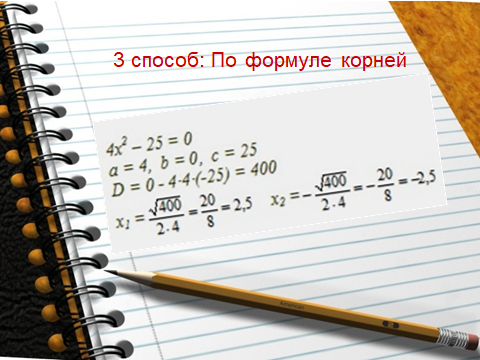 3 способ: По формуле корней
4x² – 25 = 0
a = 4, b = 0, c = 25
D = 0 - 4·4·(-25) = 400
x₁ = √400 / 2·4 = 20/8 = 2,5 x₂ = – √400 / 2·4 = – 20/8 = –2,5